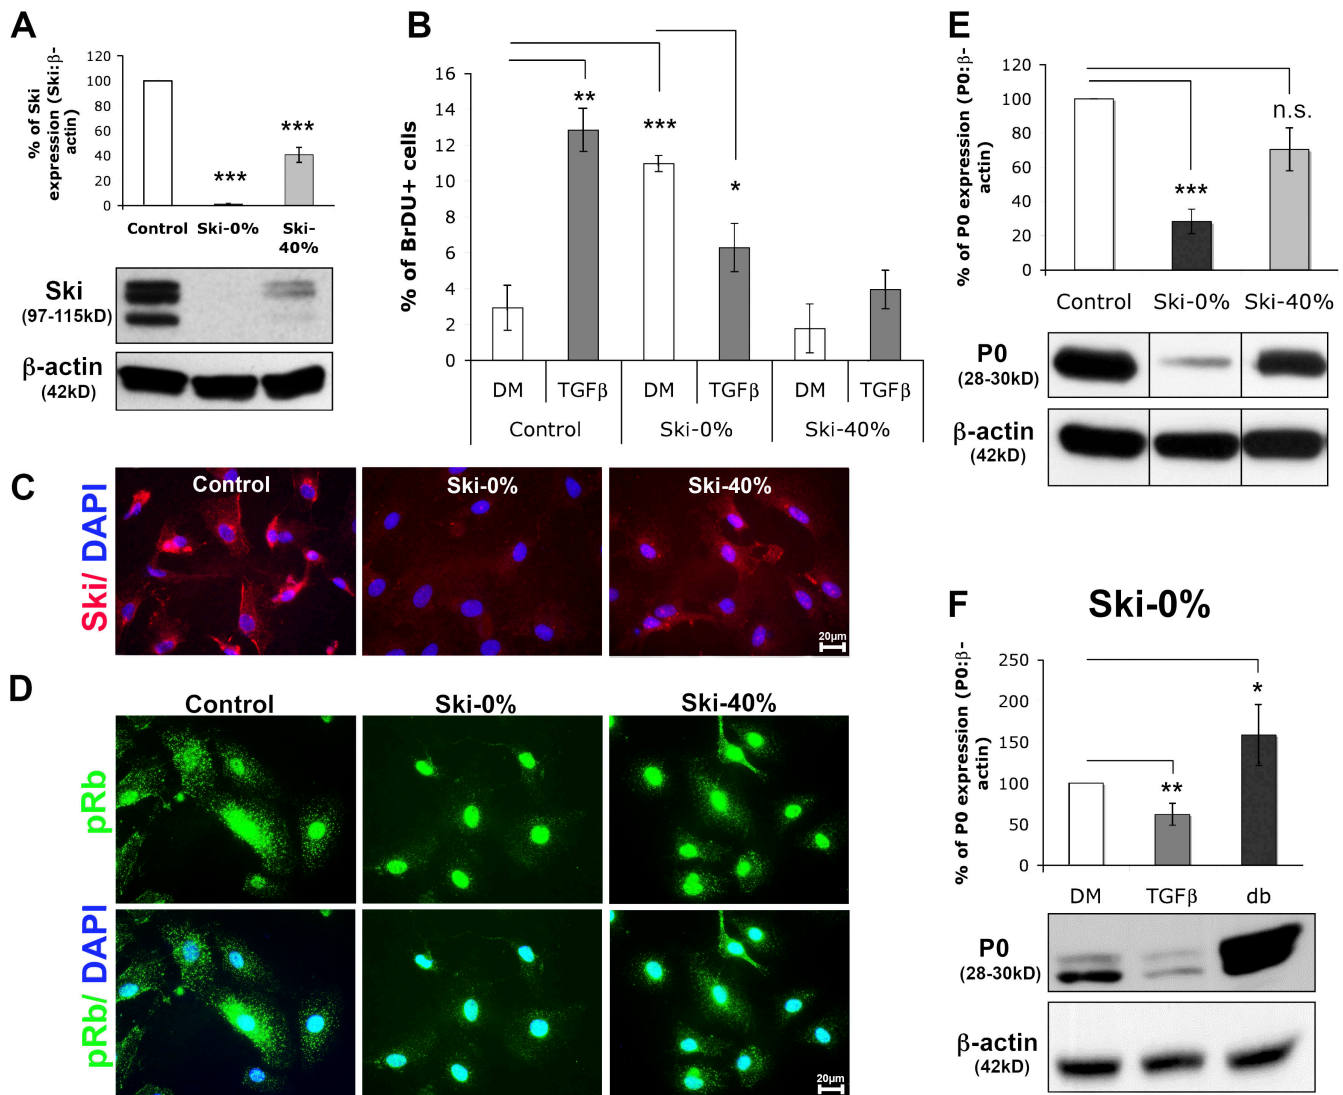 A
% of Ski
expression (Ski:β-
actin)
120
100
80
60
40
20
0
***
***
Control Ski-0% Ski-
40%
Ski
(97-115kD)
β-actin
(42kD)
B
% of BrDU+ cells
16
14
12
10
8
6
4
2
0
**
***
*
DM TGFβ DM TGFβ DM TGFβ
Control Ski-0% Ski-40%
C
Ski/ DAPI
Control Ski-0% Ski-40%
20µm
D
Control Ski-0% Ski-40%
pRb
pRb/ DAPI
20µm
E
% of P0 expression (P0:β-
actin)
120
100
80
60
40
20
0
***
n.s.
Control Ski-0% Ski-40%
P0
(28-30kD)
β-actin
(42kD)
F
Ski-0%
% of P0 expression (P0:β-
actin)
250
200
150
100
50
0
**
*
DM TGFβ db
P0
(28-30kD)
β-actin
(42kD)